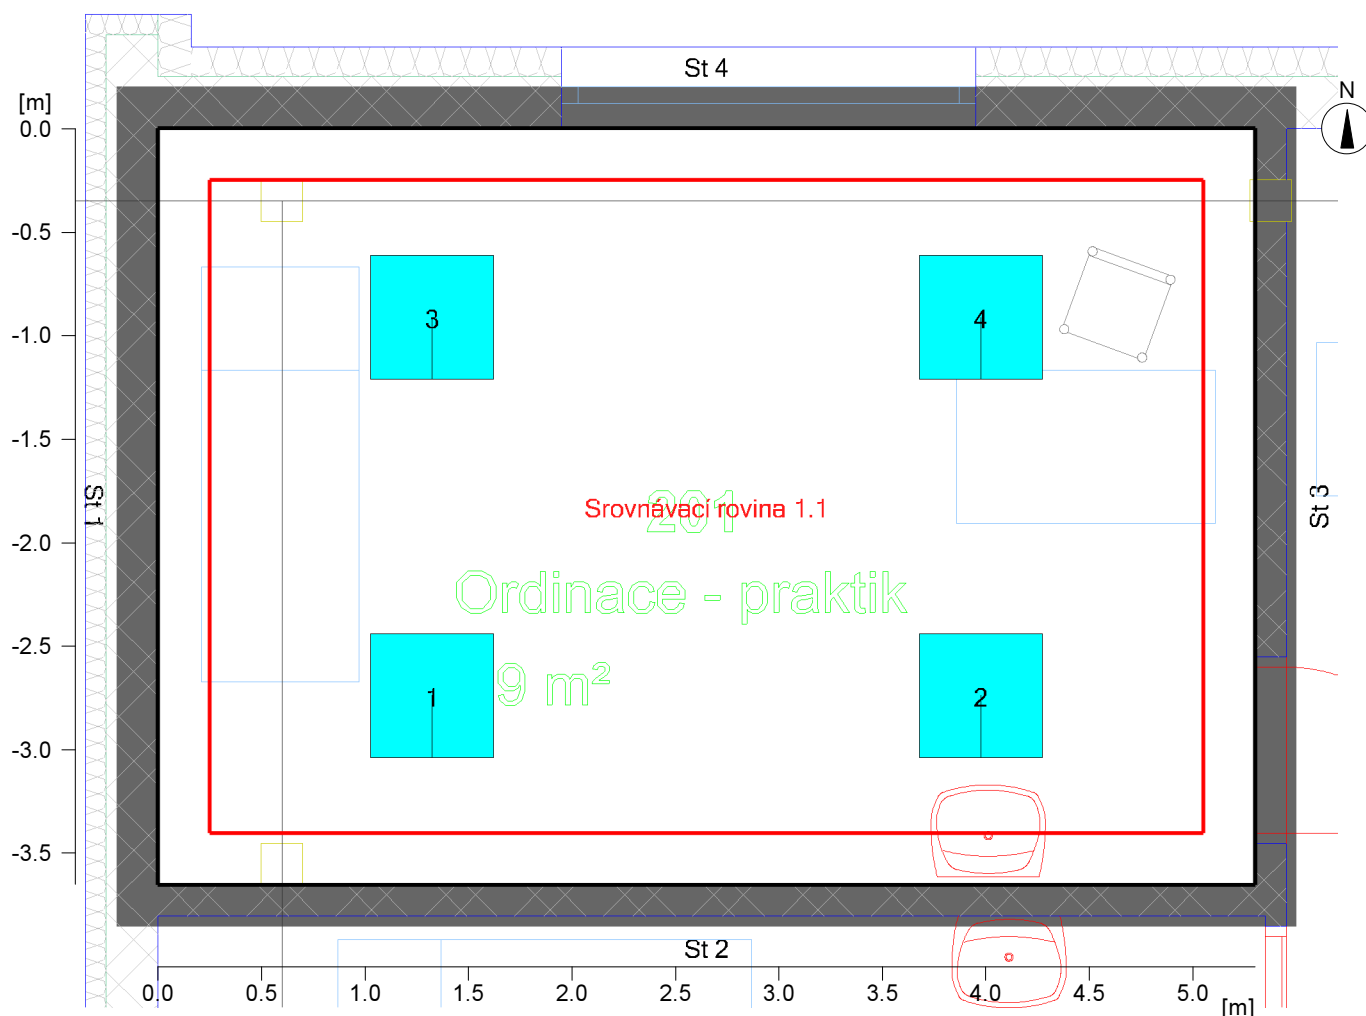 St 4
N
[m]
0.0
-0.5
-1.0
-1.5
-2.0
-2.5
-3.0
-3.5
3
4
St 1
St 3
201
Srovnávací rovina 1.1
Ordinace - praktik
9 m²
1
2
St 2
0.0 0.5 1.0 1.5 2.0 2.5 3.0 3.5 4.0 4.5 5.0
[m]